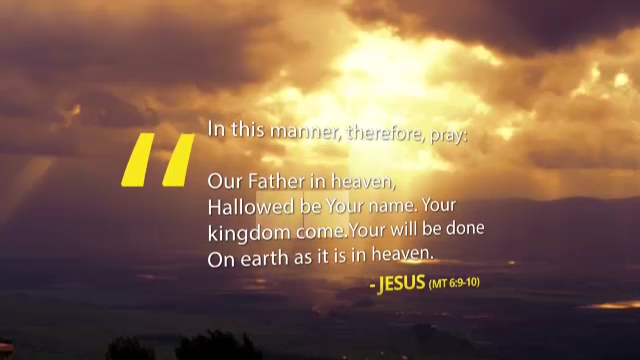 “
In this manner, therefore, pray:
Our Father in heaven,
Hallowed be Your name. Your
kingdom come.Your will be done
On earth as it is in heaven.
- JESUS (MT 6:9-10)